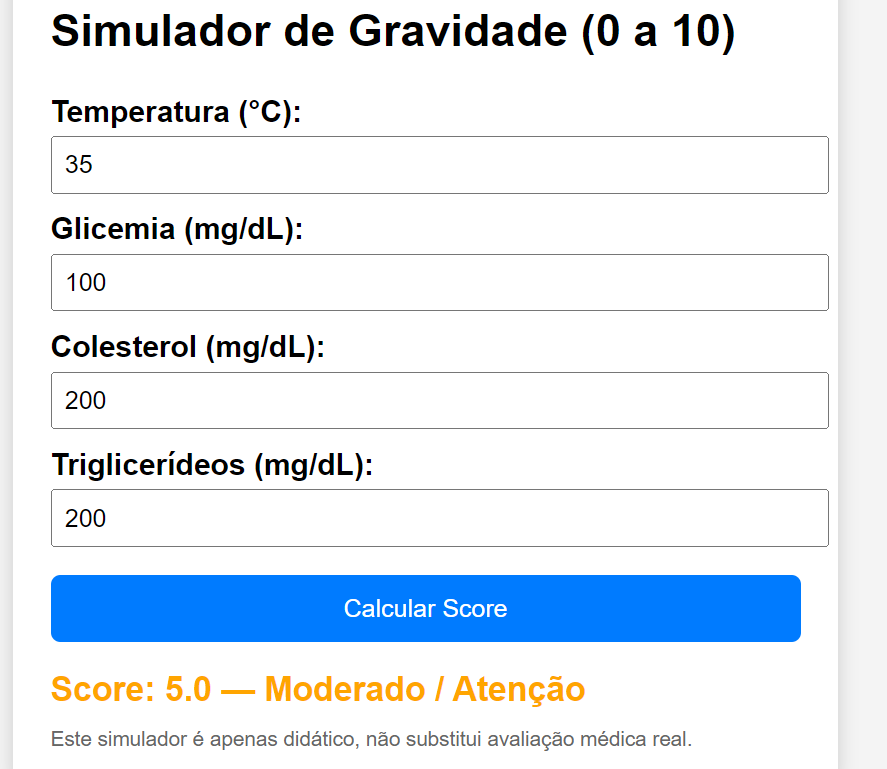 Simulador de Gravidade (0 a 10)
Temperatura (°C):
35
Glicemia (mg/dL):
100
Colesterol (mg/dL):
200
Triglicerídeos (mg/dL):
200
Calcular Score
Score: 5.0 — Moderado / Atenção
Este simulador é apenas didático, não substitui avaliação médica real.